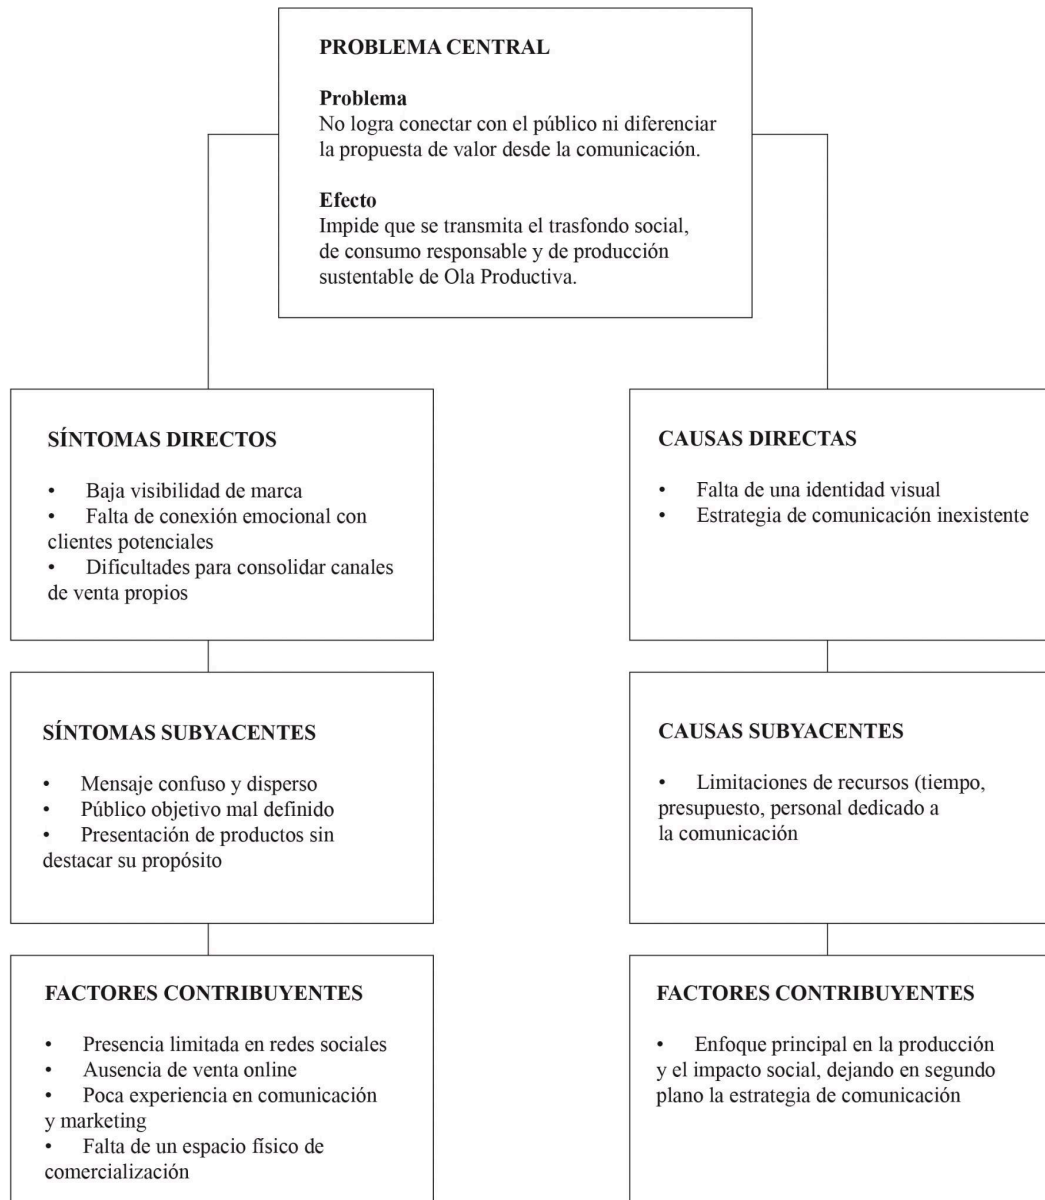 PROBLEMA CENTRAL
Problema
No logra conectar con el público ni diferenciar
la propuesta de valor desde la comunicación.
Efecto
Impide que se transmita el trasfondo social,
de consumo responsable y de producción
sustentable de Ola Productiva.
SÍNTOMAS DIRECTOS
• Baja visibilidad de marca
• Falta de conexión emocional con
clientes potenciales
• Dificultades para consolidar canales
de venta propios
CAUSAS DIRECTAS
• Falta de una identidad visual
• Estrategia de comunicación inexistente
SÍNTOMAS SUBYACENTES
• Mensaje confuso y disperso
• Público objetivo mal definido
• Presentación de productos sin
destacar su propósito
CAUSAS SUBYACENTES
• Limitaciones de recursos (tiempo,
presupuesto, personal dedicado a
la comunicación
FACTORES CONTRIBUYENTES
• Presencia limitada en redes sociales
• Ausencia de venta online
• Poca experiencia en comunicación
y marketing
• Falta de un espacio físico de
comercialización
FACTORES CONTRIBUYENTES
• Enfoque principal en la producción
y el impacto social, dejando en segundo
plano la estrategia de comunicación